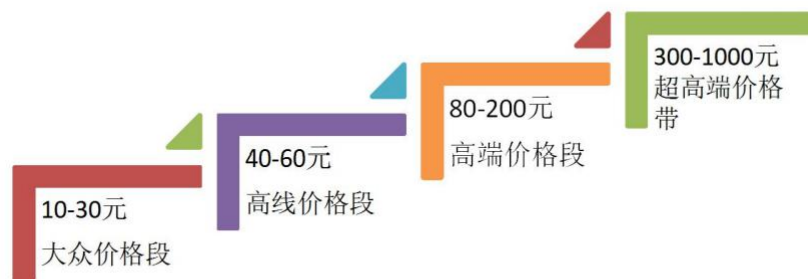 10-30元
大众价格段
40-60元
高线价格段
80-200元
高端价格段
300-1000元
超高端价格
带